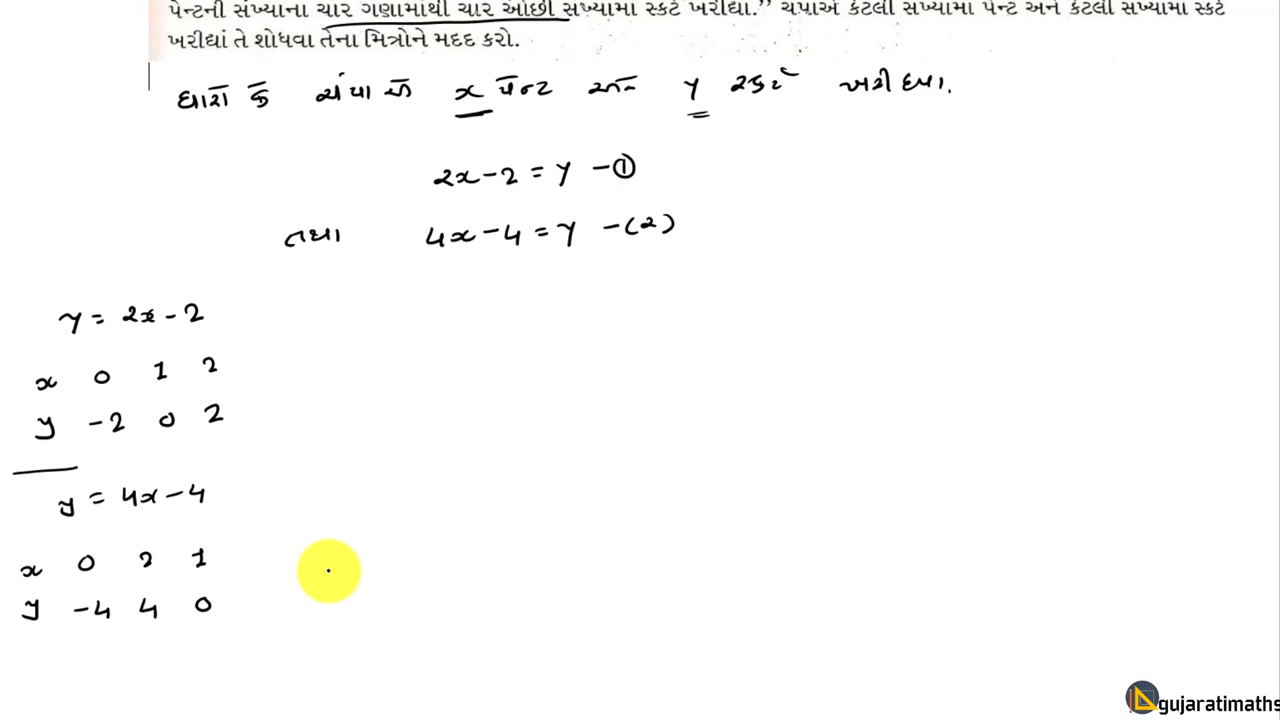 પેન્ટની સંખ્યાના ચાર ગણામાંથી ચાર ઓછી સંખ્યામાં સ્કર્ટ ખરીદ્યા." ચંપાએ કેટલી સંખ્યામાં પેન્ટ અને કેટલી સંખ્યામાં સ્કર્ટ
ખરીદ્યાં તે શોધવા તેના મિત્રોને મદદ કરો.
ધારો કે ચંપા એ x પેન્ટ અને y સ્કર્ટ ખરીદ્યા.
2x-2=y -①
તથા 4x-4=y -(2)
y= 2x-2
x 0 1 2
y -2 0 2
y = 4x-4
x 0 2 1
y -4 4 0
gujaratimaths